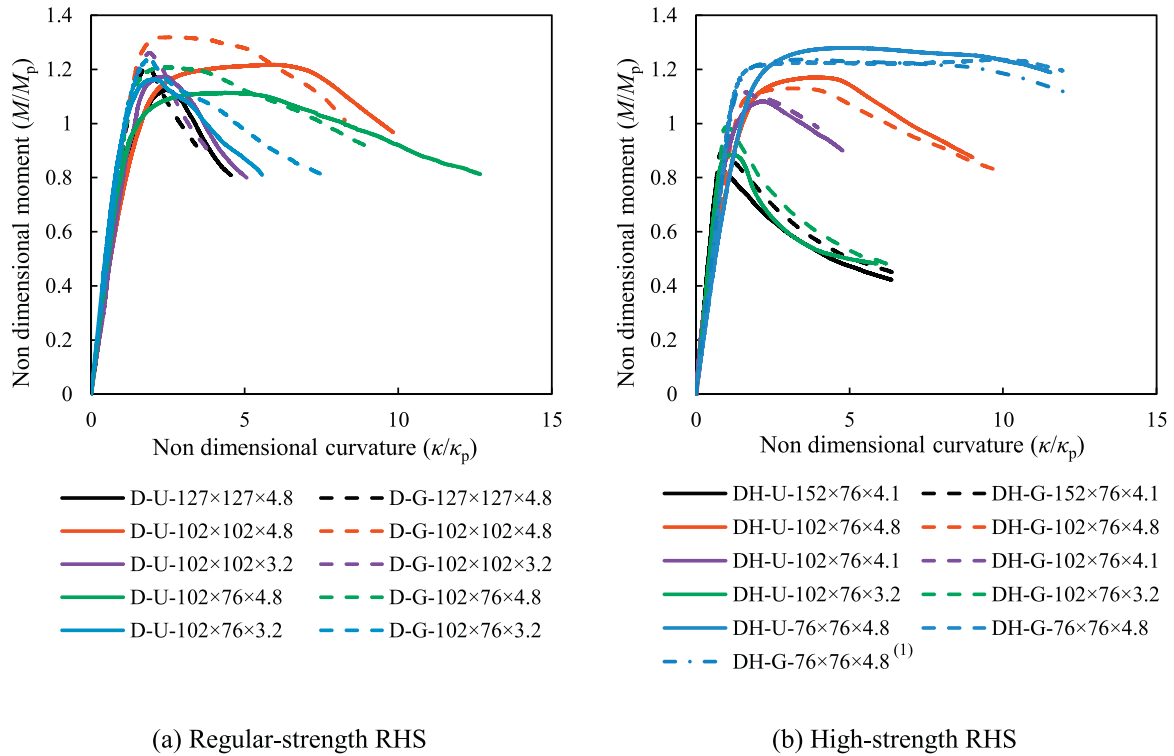 Non dimensional moment (M/Mp)
1.4
1.2
1
0.8
0.6
0.4
0.2
0
0
5
10
15
Non dimensional curvature (κ/κp)
D-U-127×127×4.8
D-G-127×127×4.8
D-U-102×102×4.8
D-G-102×102×4.8
D-U-102×102×3.2
D-G-102×102×3.2
D-U-102×76×4.8
D-G-102×76×4.8
D-U-102×76×3.2
D-G-102×76×3.2
(a) Regular-strength RHS
Non dimensional moment (M/Mp)
1.4
1.2
1
0.8
0.6
0.4
0.2
0
0
5
10
15
Non dimensional curvature (κ/κp)
DH-U-152×76×4.1
DH-G-152×76×4.1
DH-U-102×76×4.8
DH-G-102×76×4.8
DH-U-102×76×4.1
DH-G-102×76×4.1
DH-U-102×76×3.2
DH-G-102×76×3.2
DH-U-76×76×4.8
DH-G-76×76×4.8
DH-G-76×76×4.8 (1)
(b) High-strength RHS